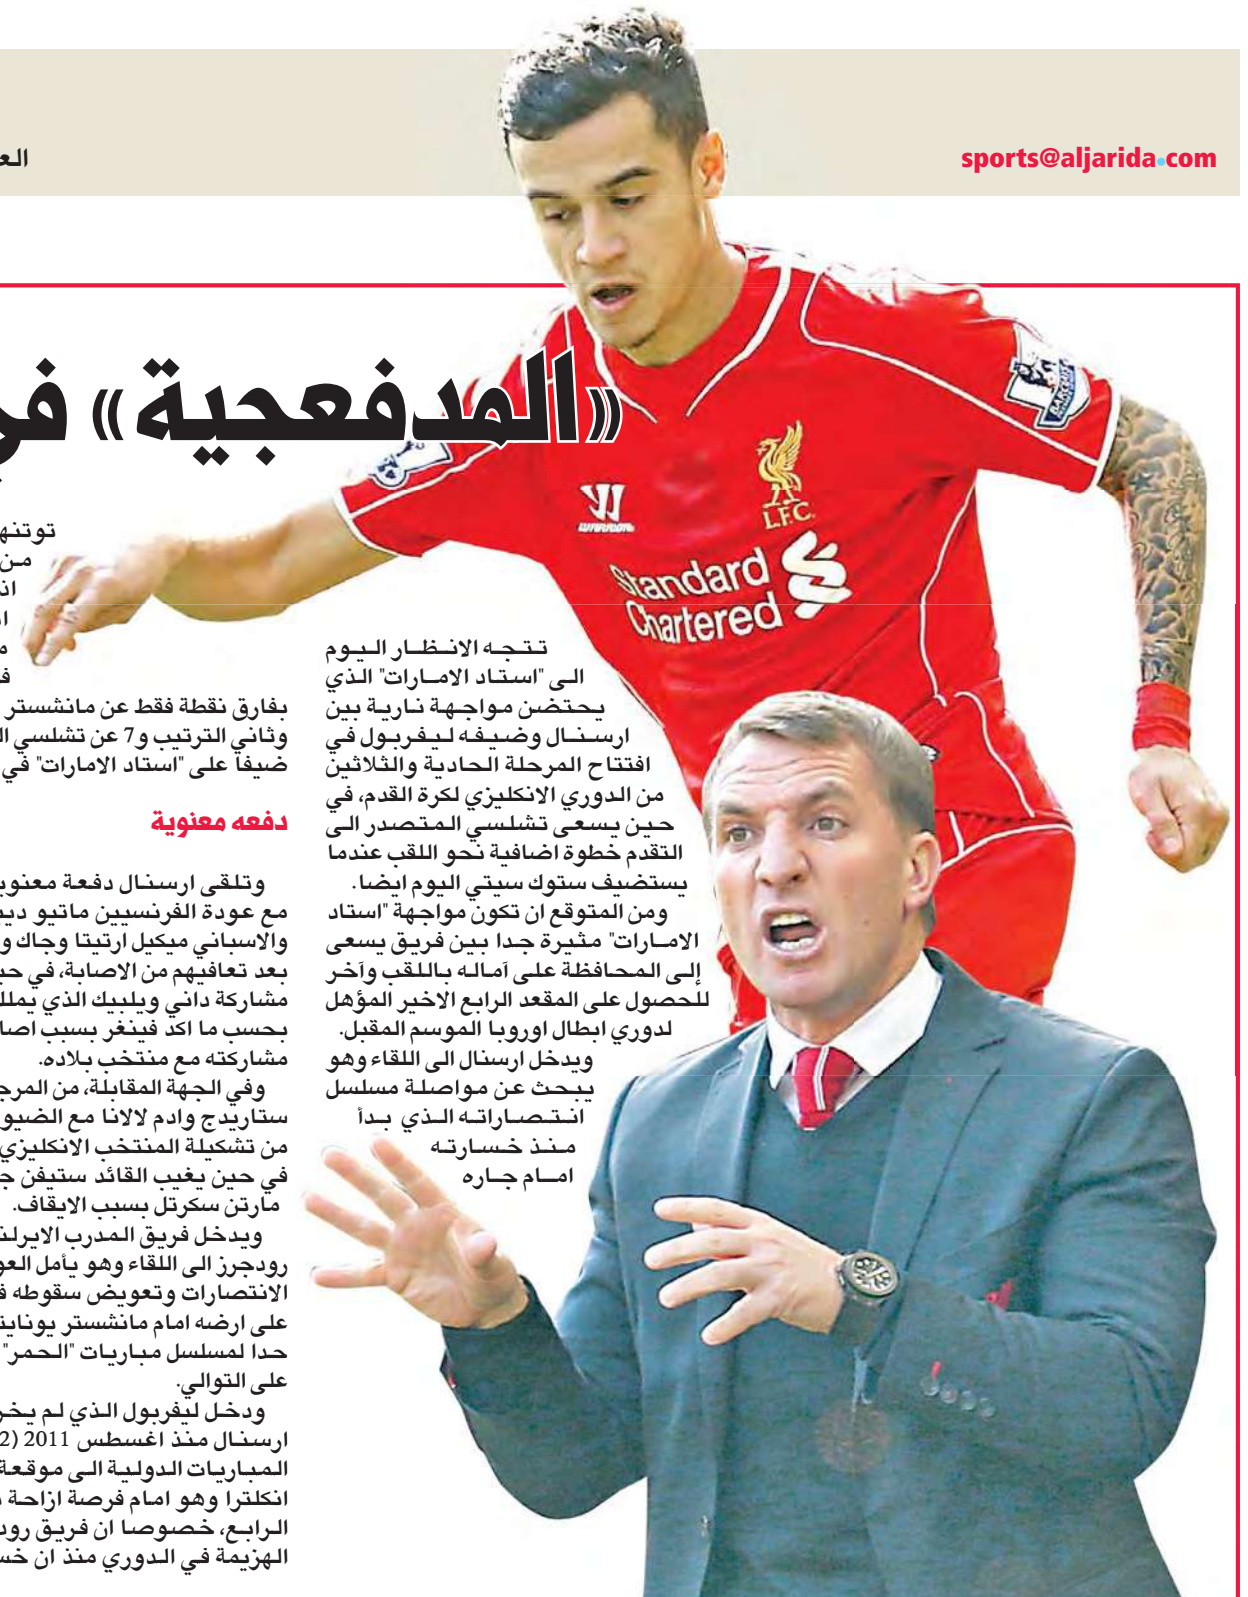 sports@aljarida.com
«المدفعجية»
L.F.C.
WARRIOR
Standard
Chartered
BARCLAYS
تتجه الانظار اليوم
الى "استاد الامارات" الذي
يحتضن مواجهة نارية بين
ارسنال وضيفه ليفربول في
افتتاح المرحلة الحادية والثلاثين
من الدوري الانكليزي لكرة القدم، في
حين يسعى تشلسي المتصدر الى
التقدم خطوة اضافية نحو اللقب عندما
يستضيف ستوك سيتي اليوم ايضا.
ومن المتوقع ان تكون مواجهة "استاد
الامارات" مثيرة جدا بين فريق يسعى
إلى المحافظة على آماله باللقب وآخر
للحصول على المقعد الرابع الاخير المؤهل
لدوري ابطال اوروبا الموسم المقبل.
ويدخل ارسنال الى اللقاء وهو
يبحث عن مواصلة مسلسل
انتصاراته الذي بدأ
منذ خسارته
امام جاره
من
بفارق نقطة فقط عن مانشستر
وثاني الترتيب و7 عن تشلسي
ضيفا على "استاد الامارات" في
دفعه معنوية
وتلقى ارسنال دفعة
مع عودة الفرنسيين ماتيو
والاسباني ميكيل ارتيتا وجاك
بعد تعافيهم من الاصابة، في
مشاركة داني ويلبيك الذي
بحسب ما اكد فينغر بسبب
مشاركته مع منتخب بلاده.
وفي الجهة المقابلة، من
ستاريدج وادم لالانا مع
من تشكيلة المنتخب الانكليزي
في حين يغيب القائد ستيفن
مارتن سكرتل بسبب الايقاف.
ويدخل فريق المدرب
رودجرز الى اللقاء وهو يأمل
الانتصارات وتعويض سقوطه
على ارضه امام مانشستر
حدا لمسلسل مباريات "الحمر"
على التوالي.
ودخل ليفربول الذي لم
ارسنال منذ اغسطس 2011
المباريات الدولية الى موقعة
انكلترا وهو امام فرصة ازاحة
الرابع، خصوصا ان فريق
الهزيمة في الدوري منذ ان